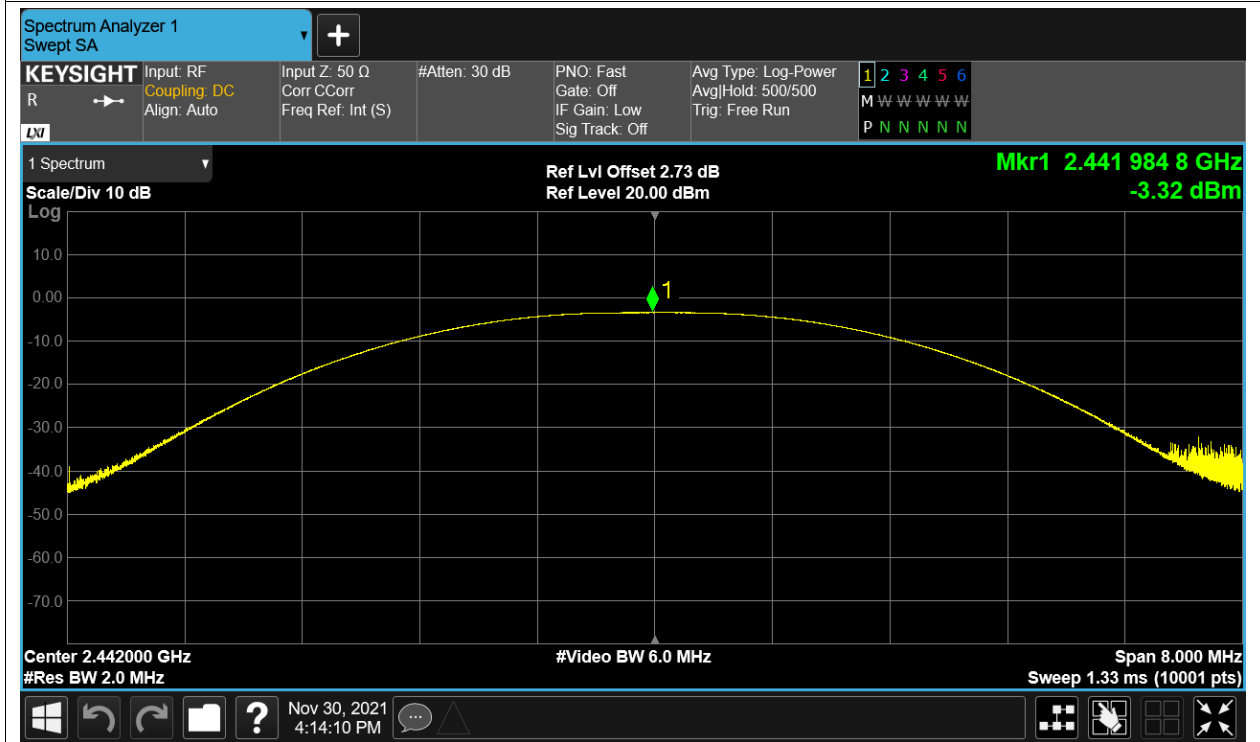 Spectrum Analyzer 1
Swept SA
+
KEYSIGHT
R
LXI
Input: RF
Coupling: DC
Align: Auto
Input Z: 50 Ω
Corr CCorr
Freq Ref: Int (S)
#Atten: 30 dB
PNO: Fast
Gate: Off
IF Gain: Low
Sig Track: Off
Avg Type: Log-Power
Avg|Hold: 500/500
Trig: Free Run
1 2 3 4 5 6
M W W W W W
P N N N N N
1 Spectrum
Scale/Div 10 dB
Log
Ref Lvl Offset 2.73 dB
Ref Level 20.00 dBm
Mkr1 2.441 984 8 GHz
-3.32 dBm
10.0
0.00
-10.0
-20.0
-30.0
-40.0
-50.0
-60.0
-70.0
1
Center 2.442000 GHz
#Res BW 2.0 MHz
#Video BW 6.0 MHz
Span 8.000 MHz
Sweep 1.33 ms (10001 pts)
?
Nov 30, 2021
4:14:10 PM